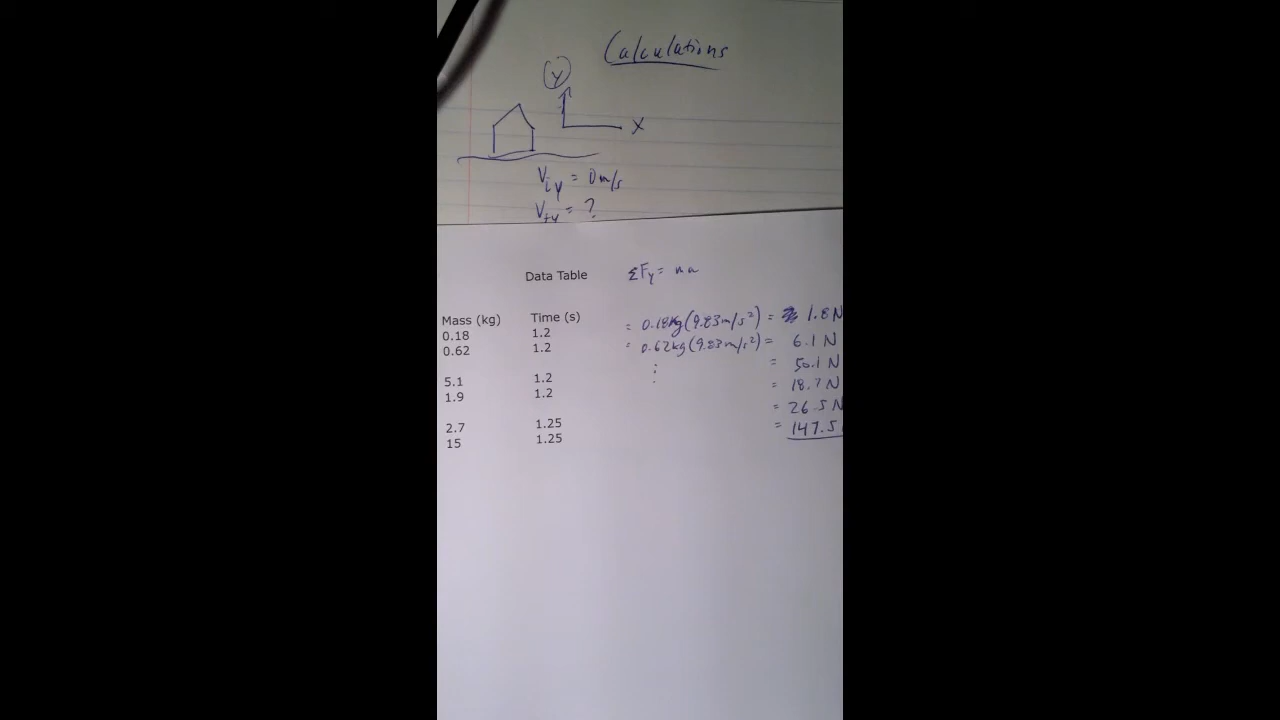 Calculations
Y
X
Viy = 0 m/s
Vfy = ?
Data Table
ΣFy = ma
Mass (kg) Time (s)
0.18 1.2 = 0.18kg(9.83m/s²) = 1.8 N
0.62 1.2 = 0.62kg(9.83m/s²) = 6.1 N
⋮ = 50.1 N
5.1 1.2 = 18.7 N
1.9 1.2
= 26.5 N
2.7 1.25 = 147.5
15 1.25